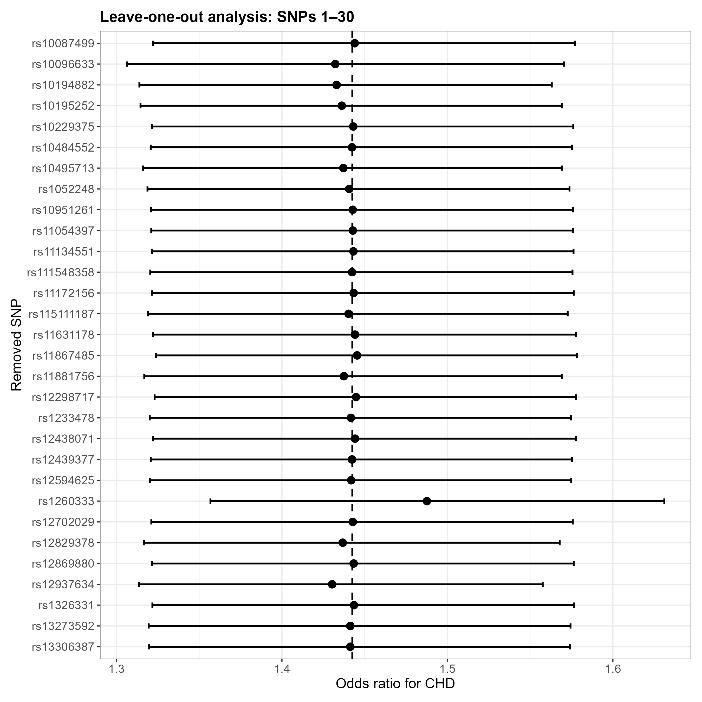 Leave-one-out analysis: SNPs 1–30
Removed SNP
rs10087499
rs10096633
rs10194882
rs10195252
rs10229375
rs10484552
rs10495713
rs1052248
rs10951261
rs11054397
rs11134551
rs111548358
rs11172156
rs115111187
rs11631178
rs11867485
rs11881756
rs12298717
rs1233478
rs12438071
rs12439377
rs12594625
rs1260333
rs12702029
rs12829378
rs12869880
rs12937634
rs1326331
rs13273592
rs13306387
1.3 1.4 1.5 1.6
Odds ratio for CHD